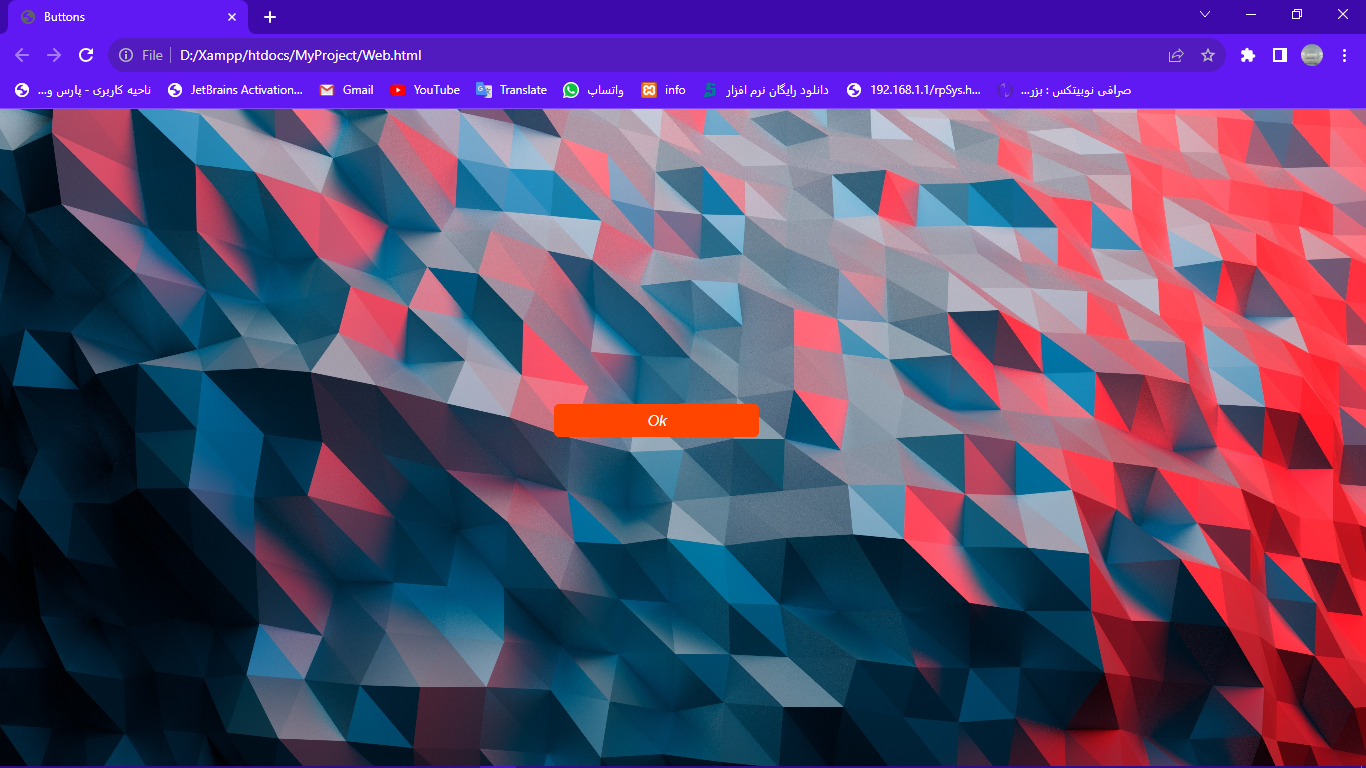 Buttons
File D:/Xampp/htdocs/MyProject/Web.html
ناحیه کاربری - پارس و... JetBrains Activation... Gmail YouTube Translate واتساپ info دانلود رایگان نرم افزار 192.168.1.1/rpSys.h... صرافی نوبیتکس : بزر...
Ok